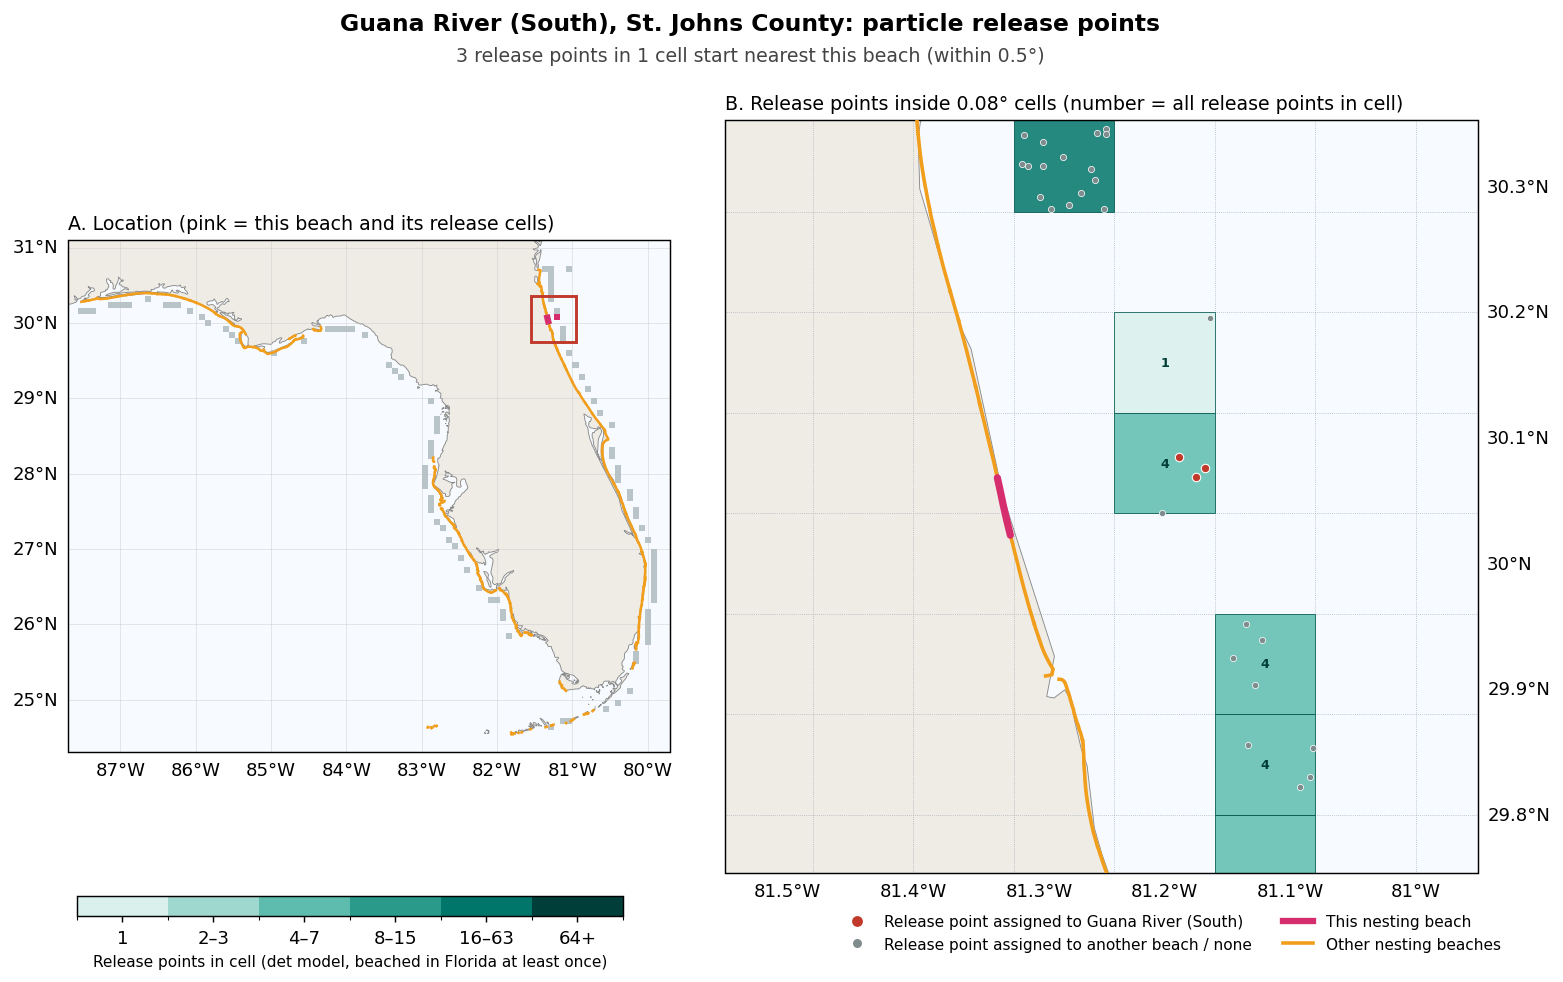 Guana River (South), St. Johns County: particle release points
3 release points in 1 cell start nearest this beach (within 0.5°)
A. Location (pink = this beach and its release cells)
31°N
30°N
29°N
28°N
27°N
26°N
25°N
87°W 86°W 85°W 84°W 83°W 82°W 81°W 80°W
1 2–3 4–7 8–15 16–63 64+
Release points in cell (det model, beached in Florida at least once)
B. Release points inside 0.08° cells (number = all release points in cell)
1
4
4
4
30.3°N
30.2°N
30.1°N
30°N
29.9°N
29.8°N
81.5°W 81.4°W 81.3°W 81.2°W 81.1°W 81°W
Release point assigned to Guana River (South)
Release point assigned to another beach / none
This nesting beach
Other nesting beaches